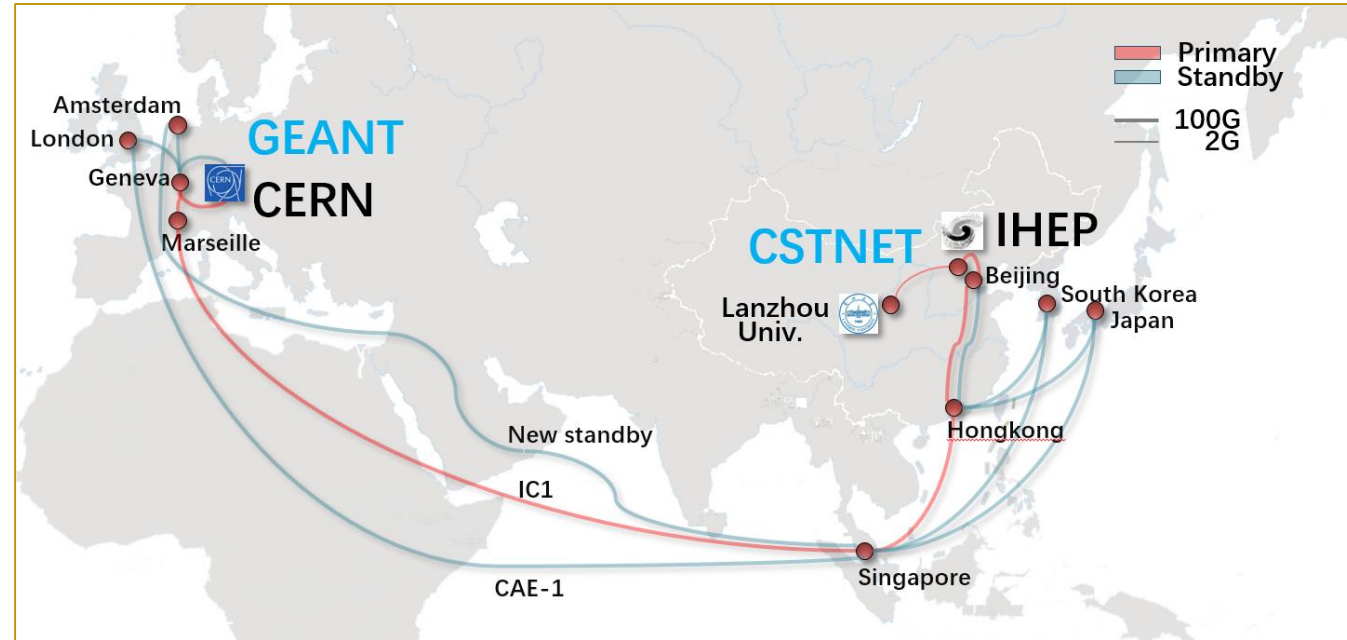 Primary
Standby
100G
2G
Amsterdam
London
GEANT
Geneva
CERN
CERN
Marseille
CSTNET
IHEP
Beijing
South Korea
Japan
Lanzhou
Univ.
Hongkong
New standby
IC1
CAE-1
Singapore